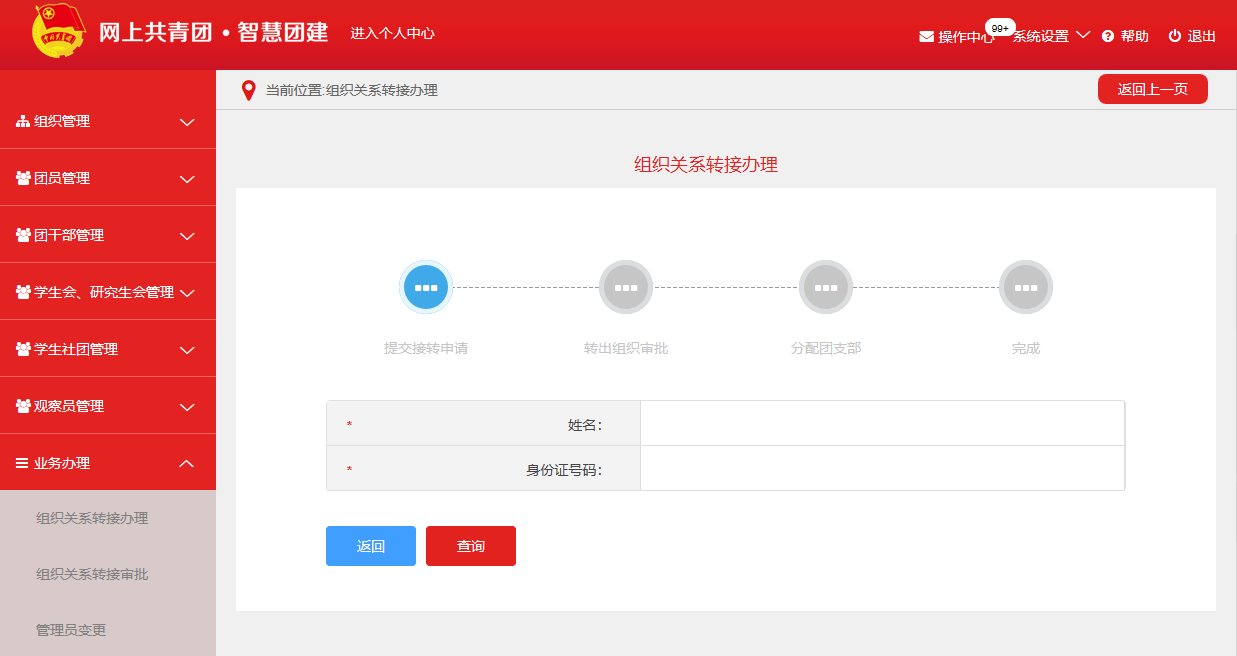 网上共青团 • 智慧团建
进入个人中心
操作中心
99+
系统设置
帮助
退出
当前位置:组织关系转接办理
返回上一页
组织管理
团员管理
团干部管理
学生会、研究生会管理
学生社团管理
观察员管理
业务办理
组织关系转接办理
组织关系转接审批
管理员变更
组织关系转接办理
提交接转申请
转出组织审批
分配团支部
完成
* 姓名:
* 身份证号码:
返回
查询